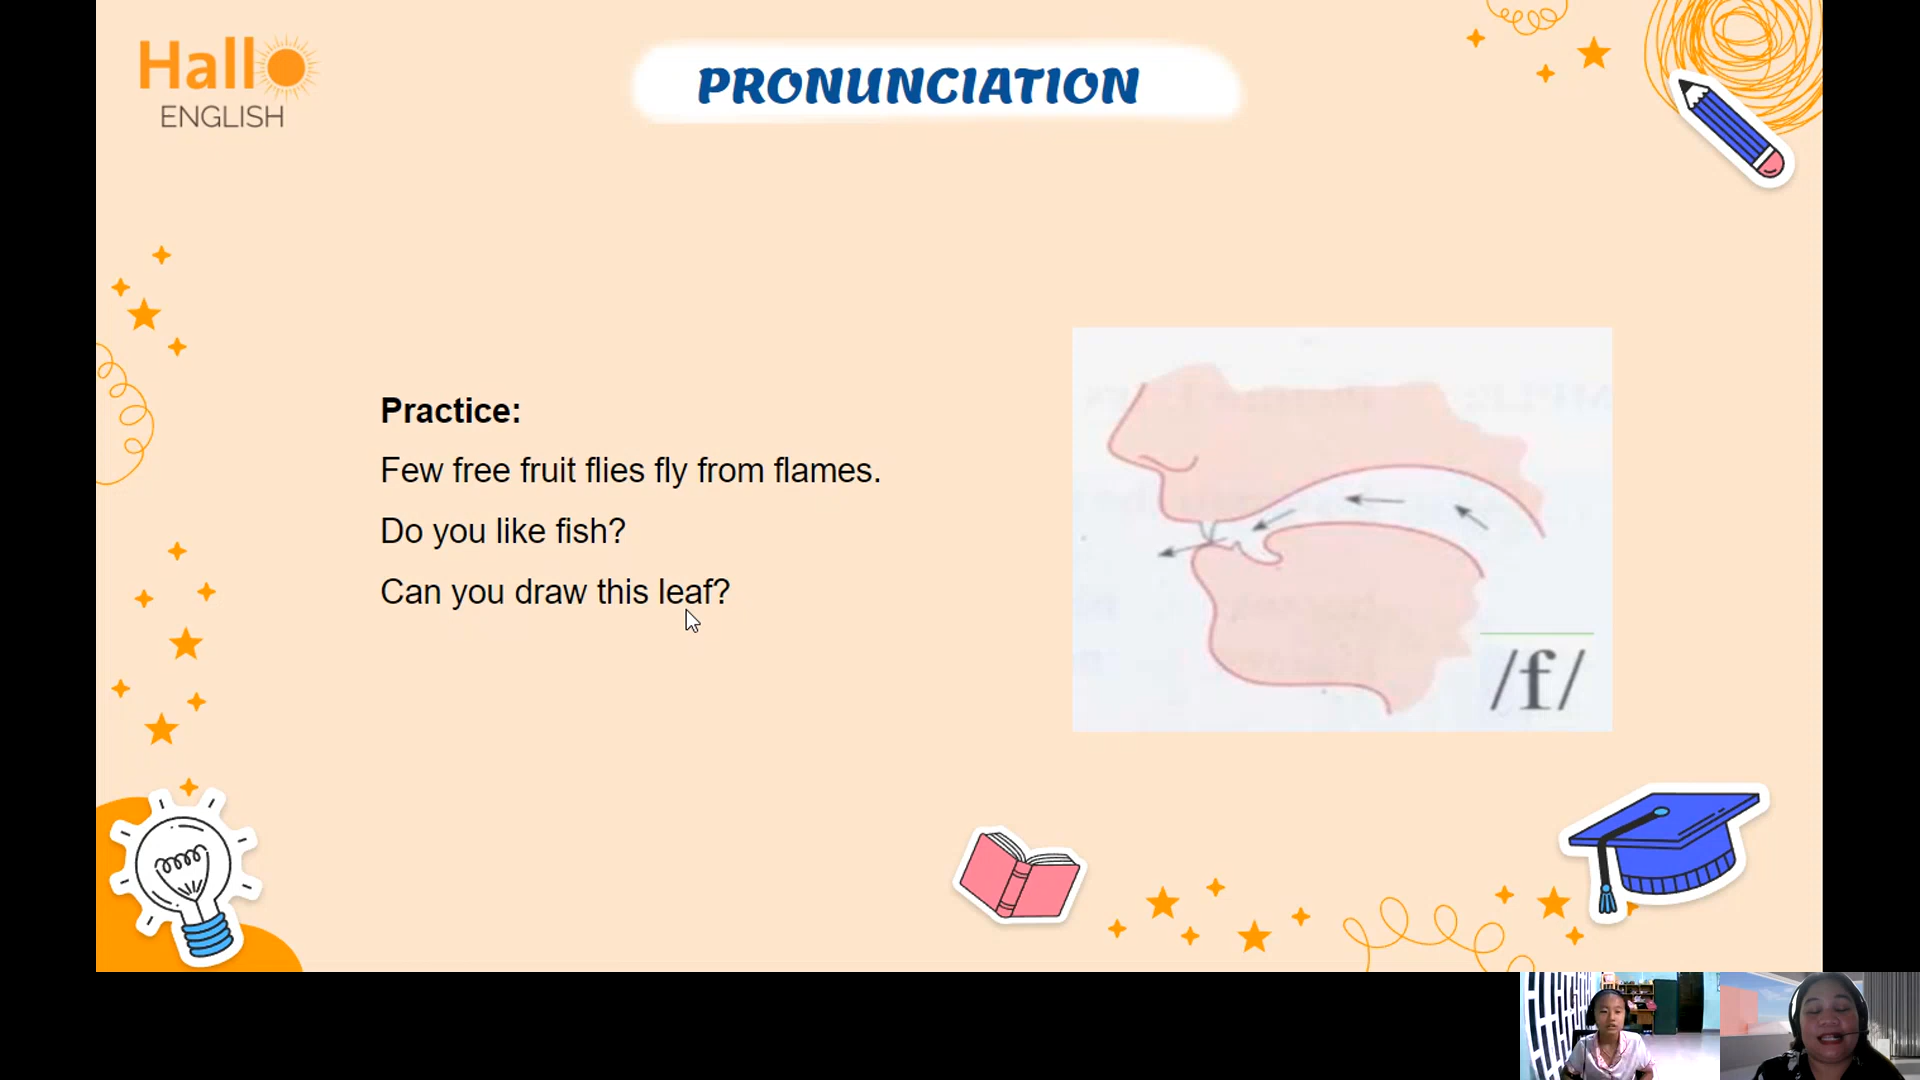 Hallo
ENGLISH
PRONUNCIATION
Practice:
Few free fruit flies fly from flames.
Do you like fish?
Can you draw this leaf?
/f/